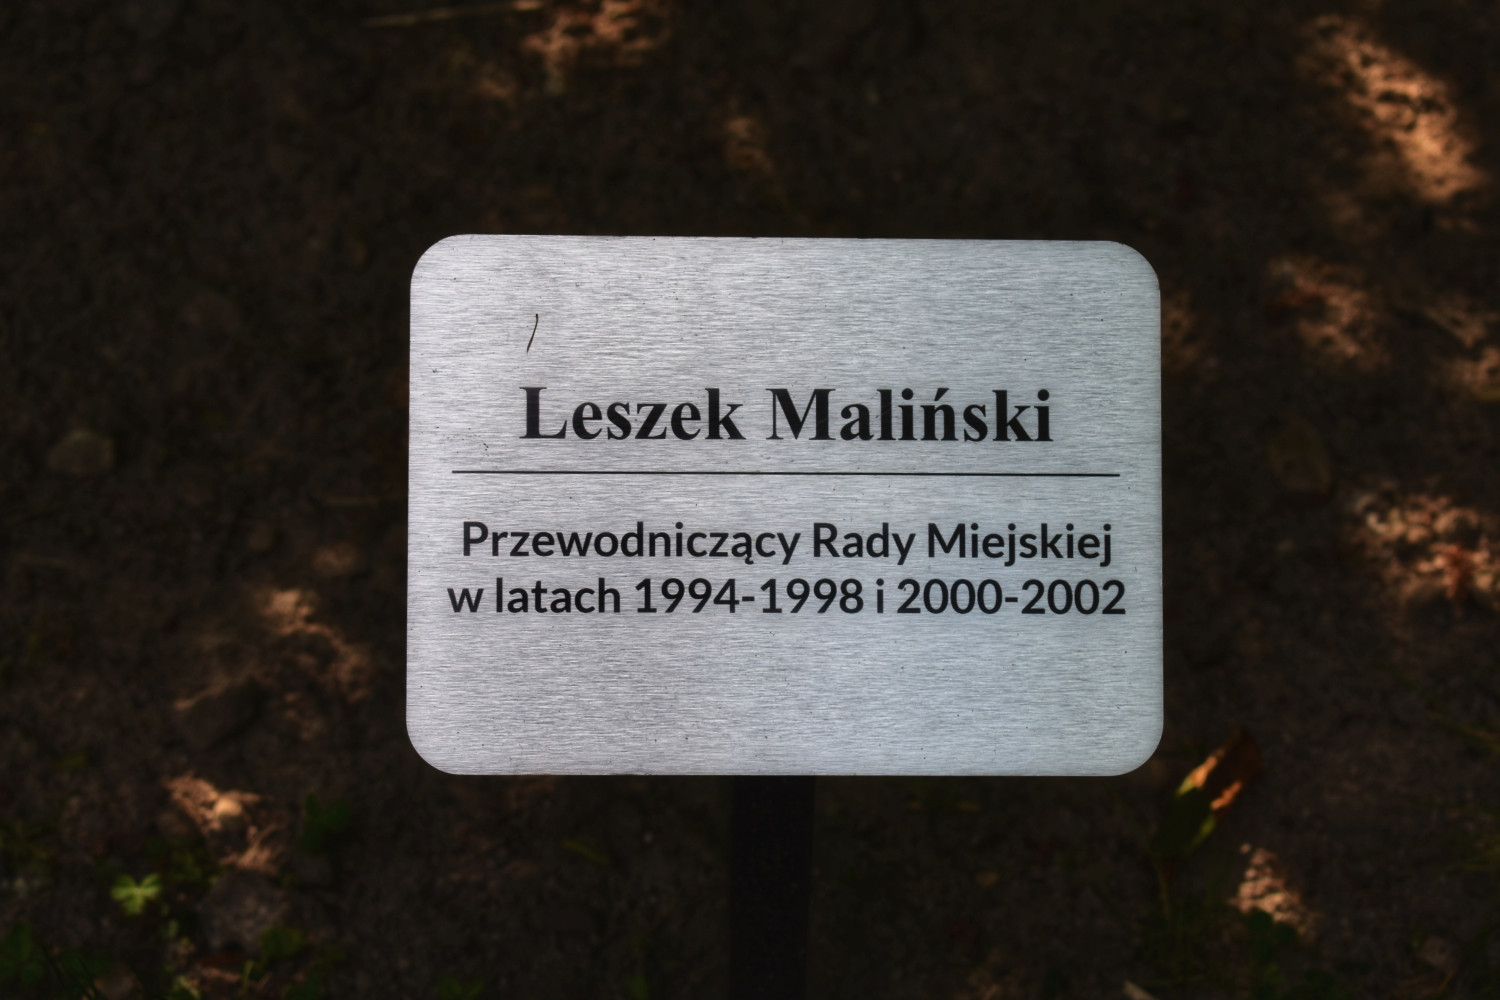 Leszek Maliński
Przewodniczący Rady Miejskiej
w latach 1994-1998 i 2000-2002